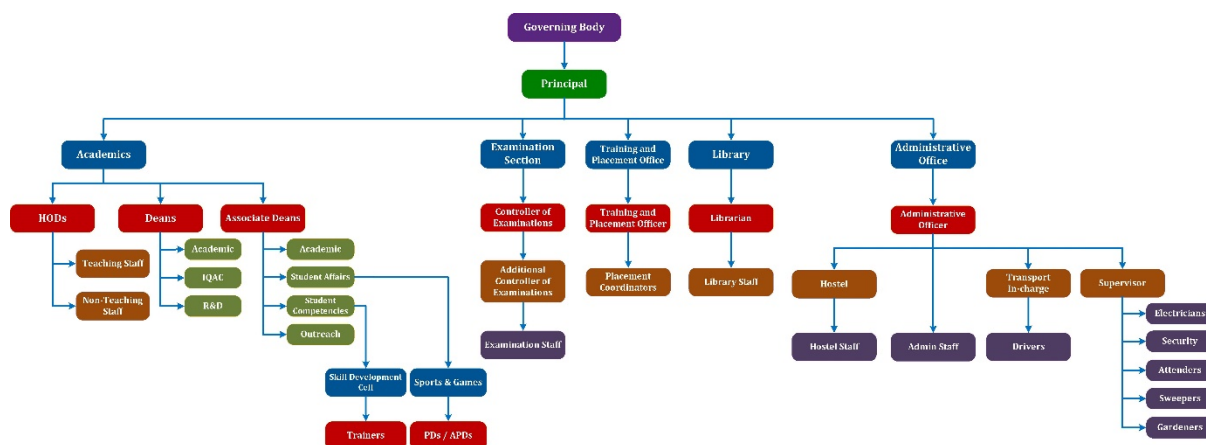 Governing Body
Principal
Academics
Examination
Section
Training and
Placement Office
Library
Administrative
Office
HODs
Deans
Associate Deans
Controller of
Examinations
Training and
Placement Officer
Librarian
Administrative
Officer
Teaching Staff
Non-Teaching
Staff
Academic
IQAC
R&D
Academic
Student Affairs
Student
Competencies
Outreach
Additional
Controller of
Examinations
Placement
Coordinators
Library Staff
Hostel
Transport
In-charge
Supervisor
Examination Staff
Hostel Staff
Admin Staff
Drivers
Electricians
Security
Attenders
Sweepers
Gardeners
Skill Development
Cell
Sports & Games
Trainers
PDs / APDs